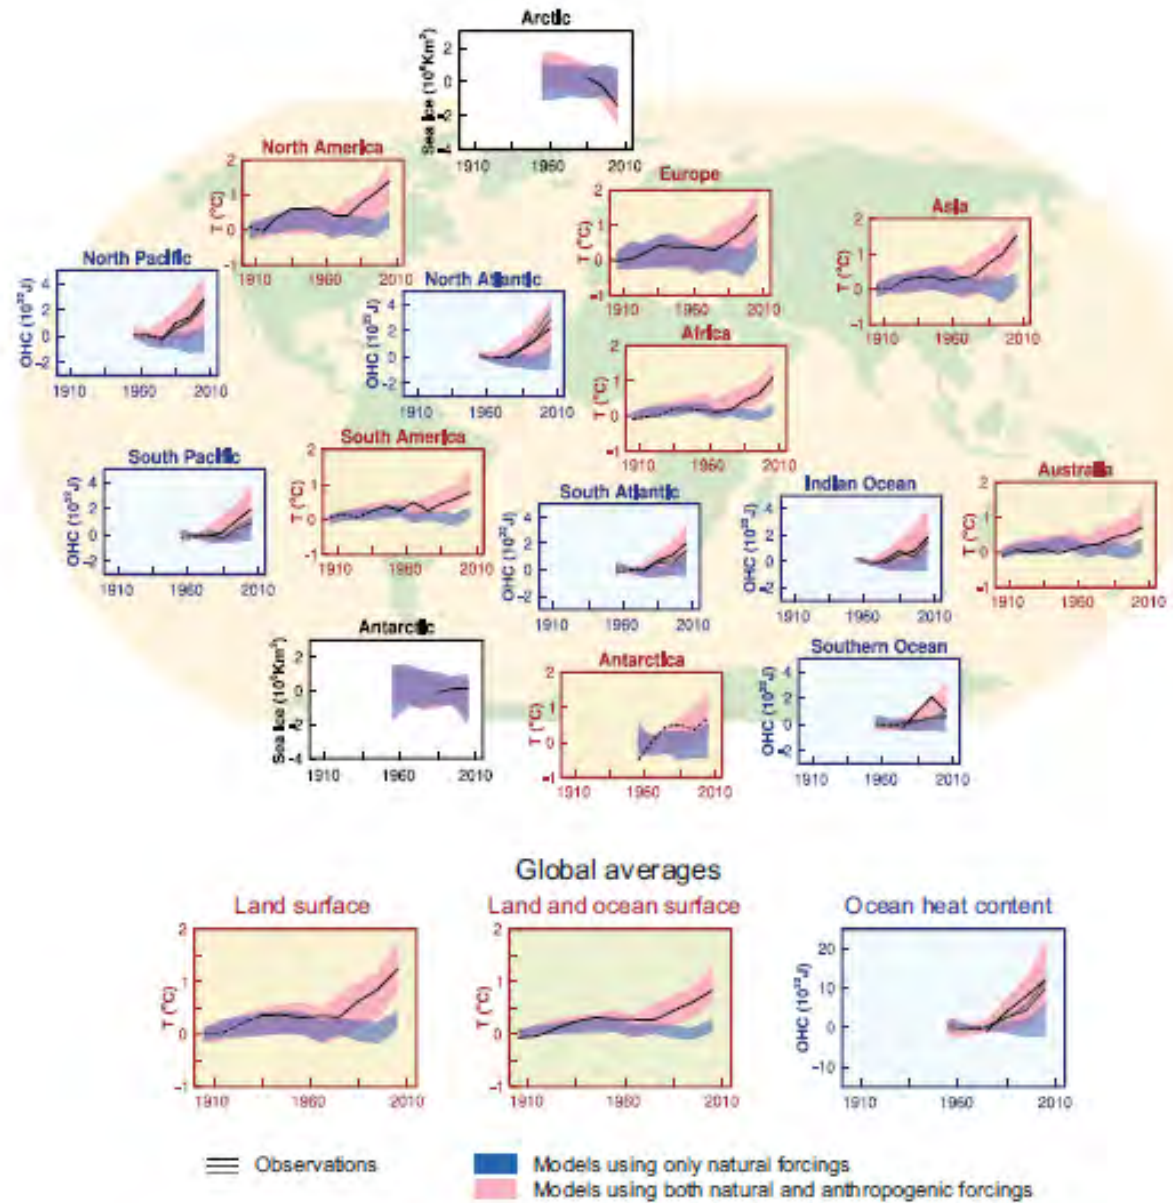 Arctic
Sea Ice (10⁶Km²)
2
0
-2
-4
1910 1960 2010
North America
T (°C)
2
1
0
-1
1910 1960 2010
Europe
T (°C)
2
1
0
-1
1910 1960 2010
Asia
T (°C)
2
1
0
-1
1910 1960 2010
North Pacific
OHC (10²²J)
4
2
0
-2
1910 1960 2010
North Atlantic
OHC (10²²J)
4
2
0
-2
1910 1960 2010
Africa
T (°C)
2
1
0
-1
1910 1960 2010
South Pacific
OHC (10²²J)
4
2
0
-2
1910 1960 2010
South America
T (°C)
2
1
0
-1
1910 1960 2010
South Atlantic
OHC (10²²J)
4
2
0
-2
1910 1960 2010
Indian Ocean
OHC (10²²J)
4
2
0
-2
1910 1960 2010
Australia
T (°C)
2
1
0
-1
1910 1960 2010
Antarctic
Sea Ice (10⁶Km²)
2
0
-2
-4
1910 1960 2010
Antarctica
T (°C)
2
1
0
-1
1910 1960 2010
Southern Ocean
OHC (10²²J)
4
2
0
-2
1910 1960 2010
Global averages
Land surface
T (°C)
2
1
0
-1
1910 1960 2010
Land and ocean surface
T (°C)
2
1
0
-1
1910 1960 2010
Ocean heat content
OHC (10²²J)
20
10
0
-10
1910 1960 2010
Observations
Models using only natural forcings
Models using both natural and anthropogenic forcings